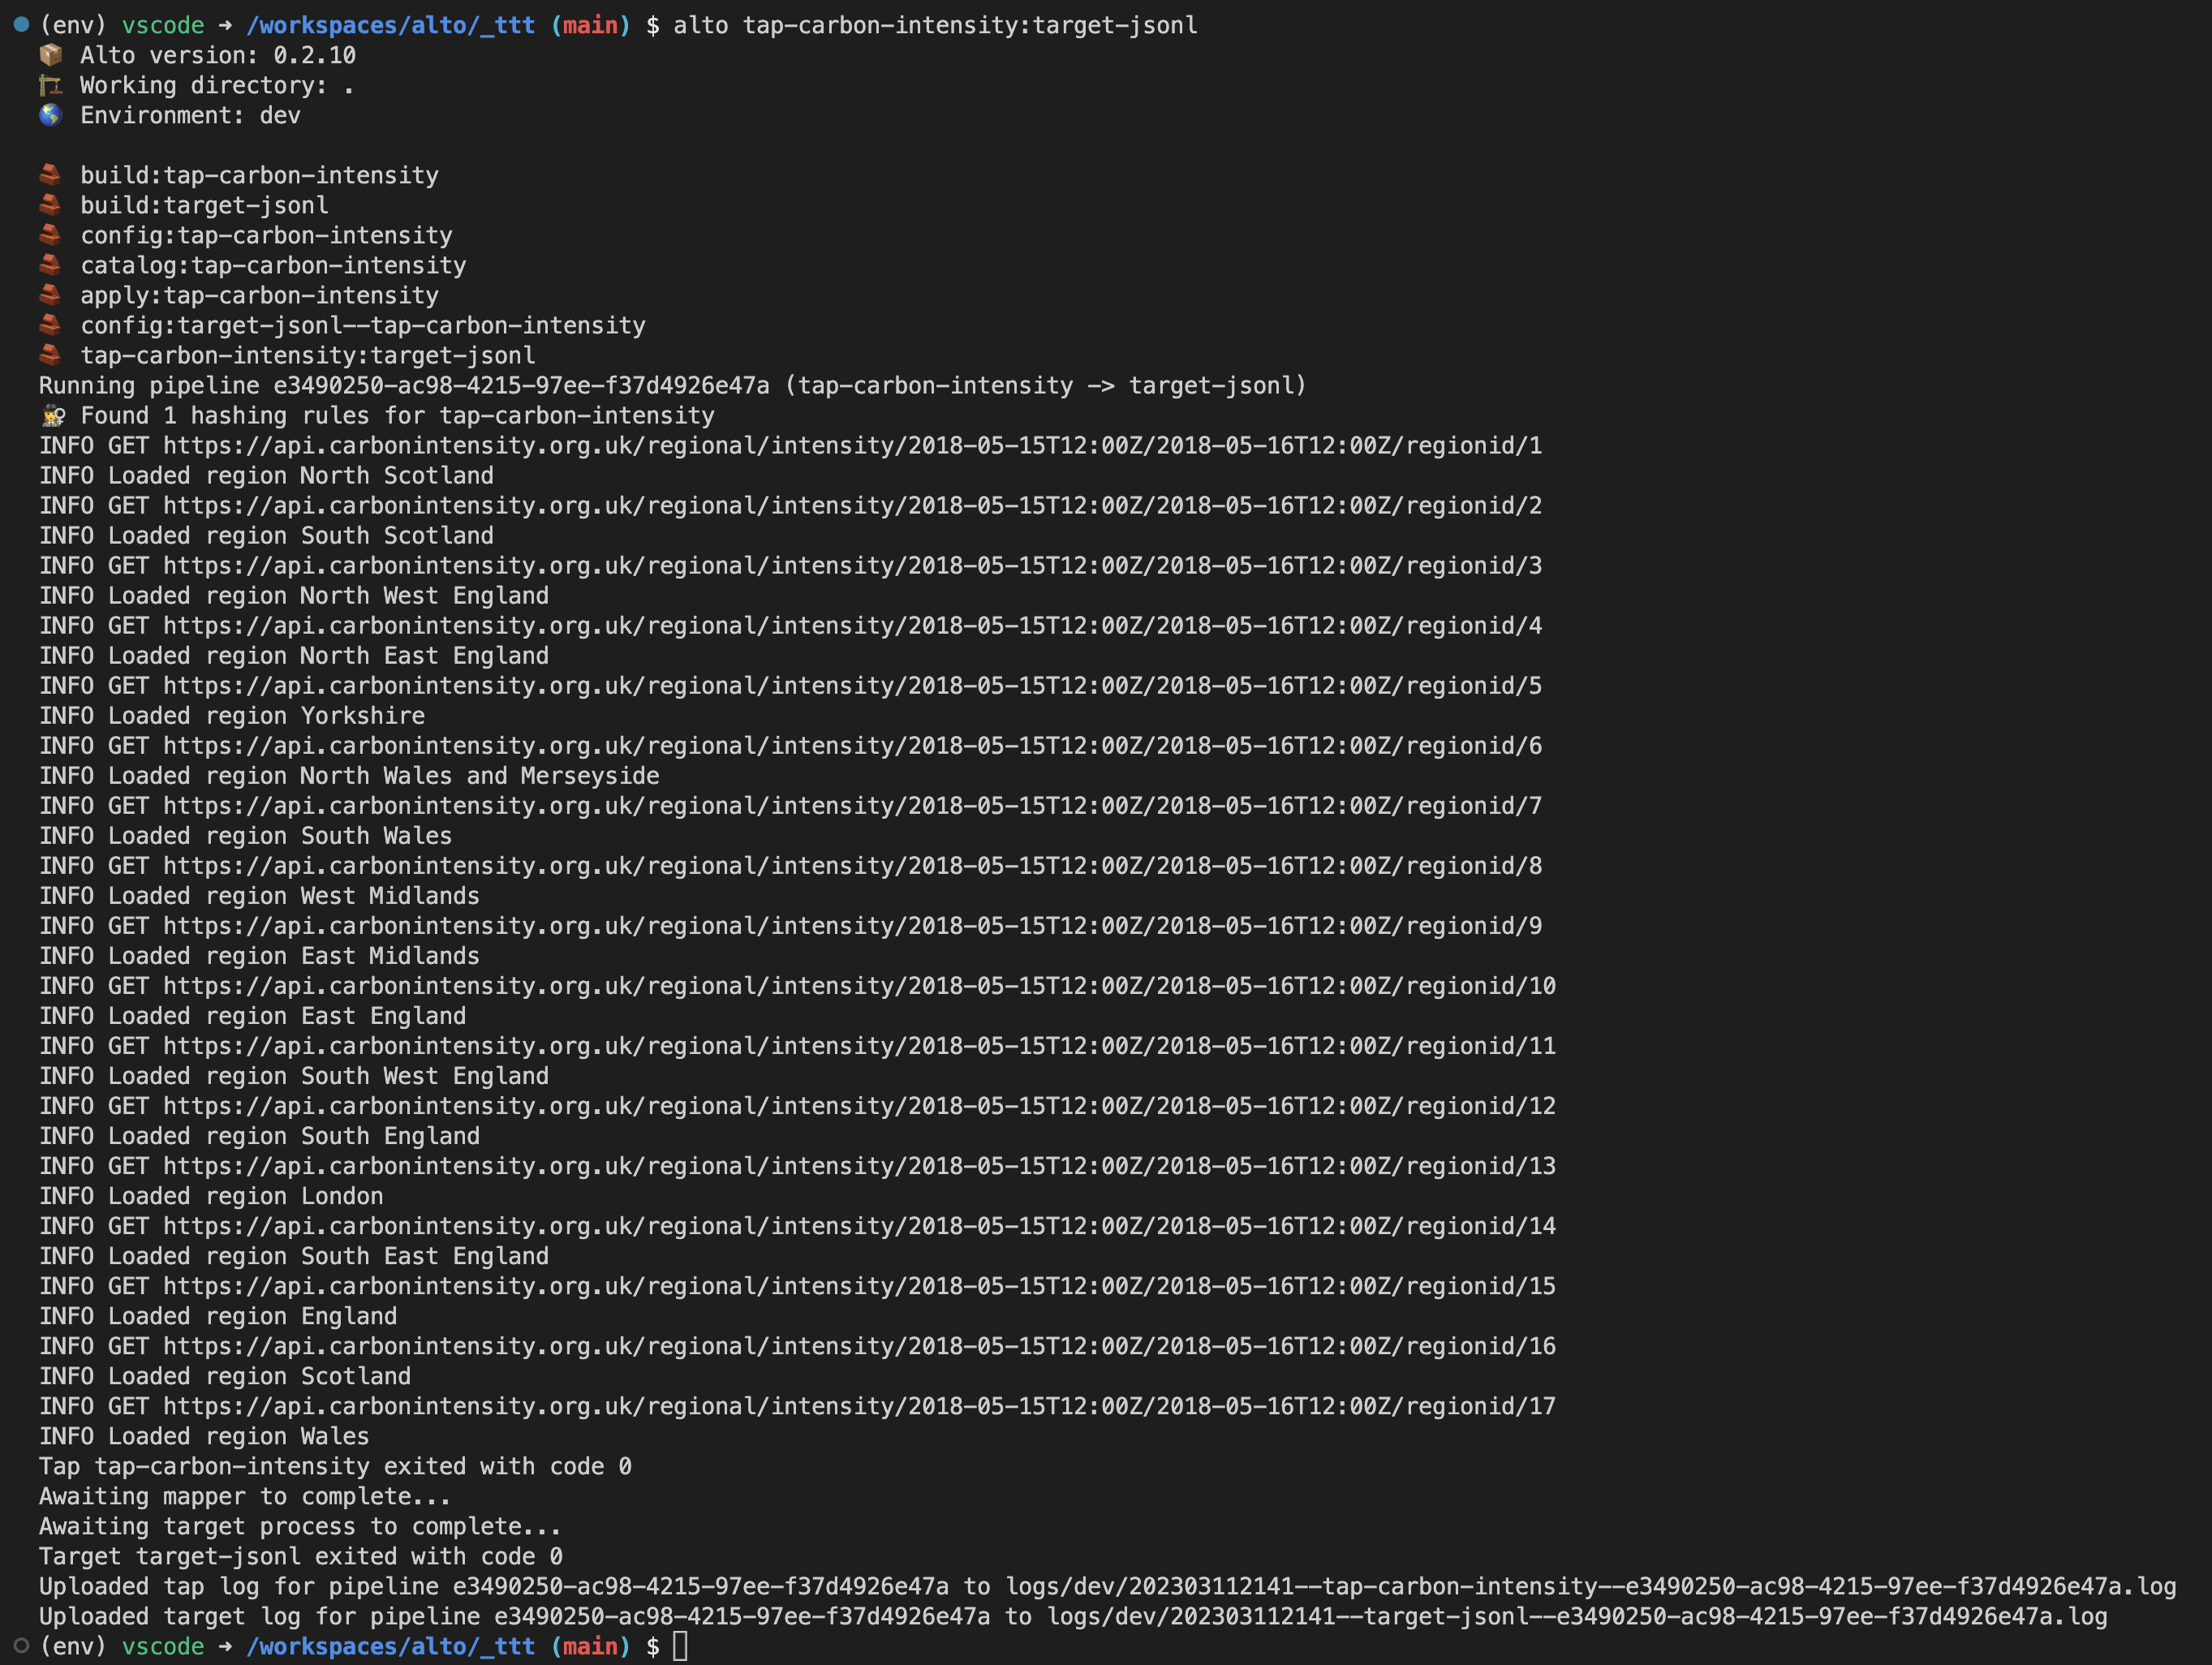 (env) vscode ➜ /workspaces/alto/_ttt (main) $ alto tap-carbon-intensity:target-jsonl
📦 Alto version: 0.2.10
🏗️ Working directory: .
🌎 Environment: dev

🧱 build:tap-carbon-intensity
🧱 build:target-jsonl
🧱 config:tap-carbon-intensity
🧱 catalog:tap-carbon-intensity
🧱 apply:tap-carbon-intensity
🧱 config:target-jsonl--tap-carbon-intensity
🧱 tap-carbon-intensity:target-jsonl
Running pipeline e3490250-ac98-4215-97ee-f37d4926e47a (tap-carbon-intensity -> target-jsonl)
🕵️ Found 1 hashing rules for tap-carbon-intensity
INFO GET https://api.carbonintensity.org.uk/regional/intensity/2018-05-15T12:00Z/2018-05-16T12:00Z/regionid/1
INFO Loaded region North Scotland
INFO GET https://api.carbonintensity.org.uk/regional/intensity/2018-05-15T12:00Z/2018-05-16T12:00Z/regionid/2
INFO Loaded region South Scotland
INFO GET https://api.carbonintensity.org.uk/regional/intensity/2018-05-15T12:00Z/2018-05-16T12:00Z/regionid/3
INFO Loaded region North West England
INFO GET https://api.carbonintensity.org.uk/regional/intensity/2018-05-15T12:00Z/2018-05-16T12:00Z/regionid/4
INFO Loaded region North East England
INFO GET https://api.carbonintensity.org.uk/regional/intensity/2018-05-15T12:00Z/2018-05-16T12:00Z/regionid/5
INFO Loaded region Yorkshire
INFO GET https://api.carbonintensity.org.uk/regional/intensity/2018-05-15T12:00Z/2018-05-16T12:00Z/regionid/6
INFO Loaded region North Wales and Merseyside
INFO GET https://api.carbonintensity.org.uk/regional/intensity/2018-05-15T12:00Z/2018-05-16T12:00Z/regionid/7
INFO Loaded region South Wales
INFO GET https://api.carbonintensity.org.uk/regional/intensity/2018-05-15T12:00Z/2018-05-16T12:00Z/regionid/8
INFO Loaded region West Midlands
INFO GET https://api.carbonintensity.org.uk/regional/intensity/2018-05-15T12:00Z/2018-05-16T12:00Z/regionid/9
INFO Loaded region East Midlands
INFO GET https://api.carbonintensity.org.uk/regional/intensity/2018-05-15T12:00Z/2018-05-16T12:00Z/regionid/10
INFO Loaded region East England
INFO GET https://api.carbonintensity.org.uk/regional/intensity/2018-05-15T12:00Z/2018-05-16T12:00Z/regionid/11
INFO Loaded region South West England
INFO GET https://api.carbonintensity.org.uk/regional/intensity/2018-05-15T12:00Z/2018-05-16T12:00Z/regionid/12
INFO Loaded region South England
INFO GET https://api.carbonintensity.org.uk/regional/intensity/2018-05-15T12:00Z/2018-05-16T12:00Z/regionid/13
INFO Loaded region London
INFO GET https://api.carbonintensity.org.uk/regional/intensity/2018-05-15T12:00Z/2018-05-16T12:00Z/regionid/14
INFO Loaded region South East England
INFO GET https://api.carbonintensity.org.uk/regional/intensity/2018-05-15T12:00Z/2018-05-16T12:00Z/regionid/15
INFO Loaded region England
INFO GET https://api.carbonintensity.org.uk/regional/intensity/2018-05-15T12:00Z/2018-05-16T12:00Z/regionid/16
INFO Loaded region Scotland
INFO GET https://api.carbonintensity.org.uk/regional/intensity/2018-05-15T12:00Z/2018-05-16T12:00Z/regionid/17
INFO Loaded region Wales
Tap tap-carbon-intensity exited with code 0
Awaiting mapper to complete...
Awaiting target process to complete...
Target target-jsonl exited with code 0
Uploaded tap log for pipeline e3490250-ac98-4215-97ee-f37d4926e47a to logs/dev/202303112141--tap-carbon-intensity--e3490250-ac98-4215-97ee-f37d4926e47a.log
Uploaded target log for pipeline e3490250-ac98-4215-97ee-f37d4926e47a to logs/dev/202303112141--target-jsonl--e3490250-ac98-4215-97ee-f37d4926e47a.log
(env) vscode ➜ /workspaces/alto/_ttt (main) $